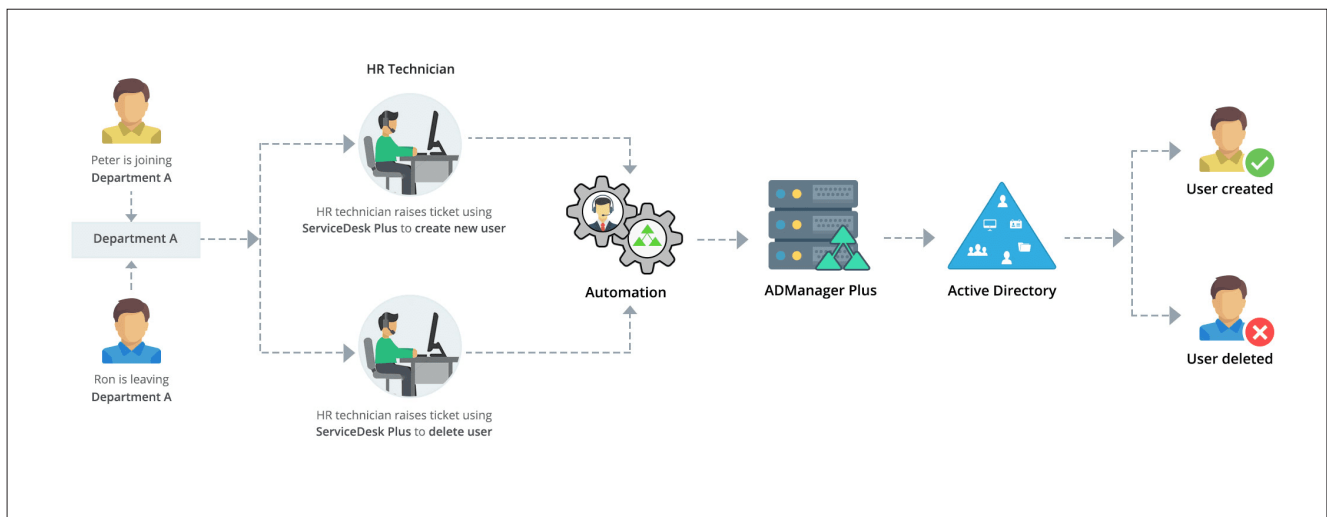 HR Technician
Peter is joining
Department A
HR technician raises ticket using
ServiceDesk Plus to create new user
Department A
Automation
ADManager Plus
Active Directory
User created
Ron is leaving
Department A
HR technician raises ticket using
ServiceDesk Plus to delete user
User deleted